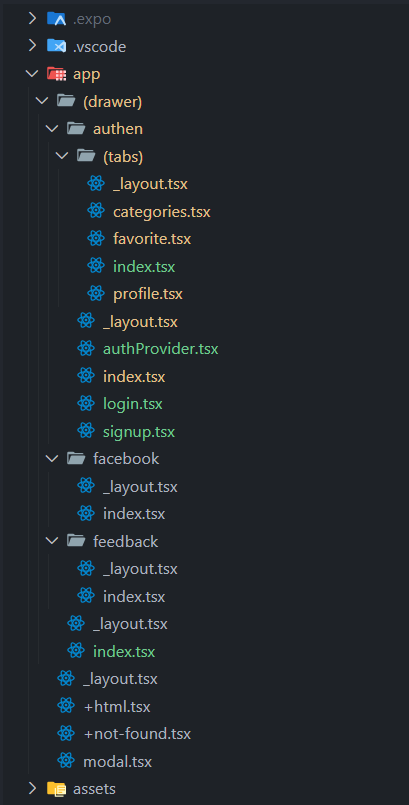 .expo
.vscode
app
(drawer)
authen
(tabs)
_layout.tsx
categories.tsx
favorite.tsx
index.tsx
profile.tsx
_layout.tsx
authProvider.tsx
index.tsx
login.tsx
signup.tsx
facebook
_layout.tsx
index.tsx
feedback
_layout.tsx
index.tsx
_layout.tsx
index.tsx
_layout.tsx
+html.tsx
+not-found.tsx
modal.tsx
assets